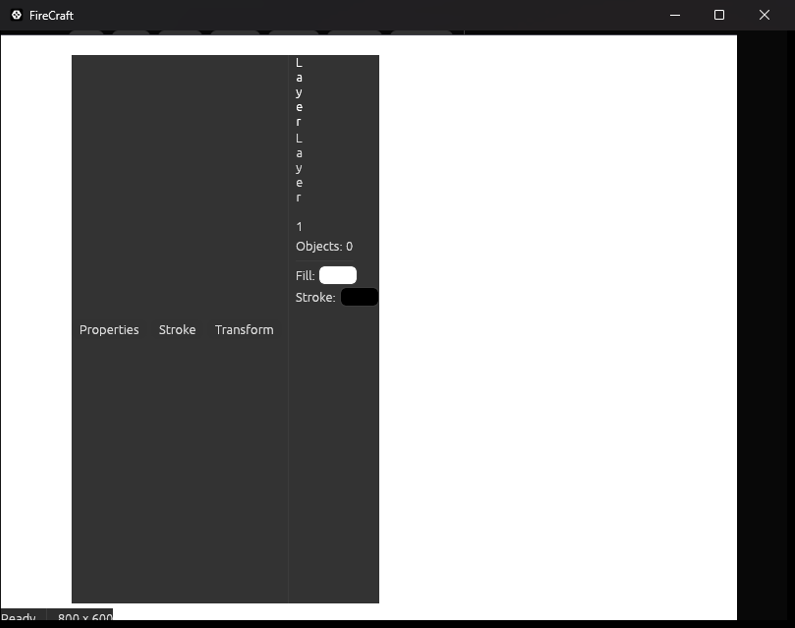 FireCraft
L
a
y
e
r
L
a
y
e
r
1
Objects: 0
Fill:
Stroke:
Properties Stroke Transform
Ready 800 x 600